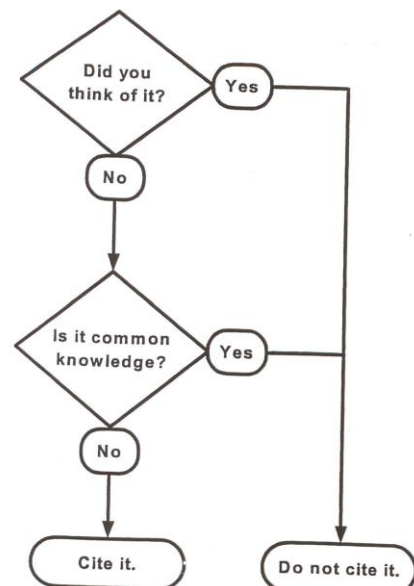 Did you
think of it?
Yes
No
Is it common
knowledge?
Yes
No
Cite it.
Do not cite it.